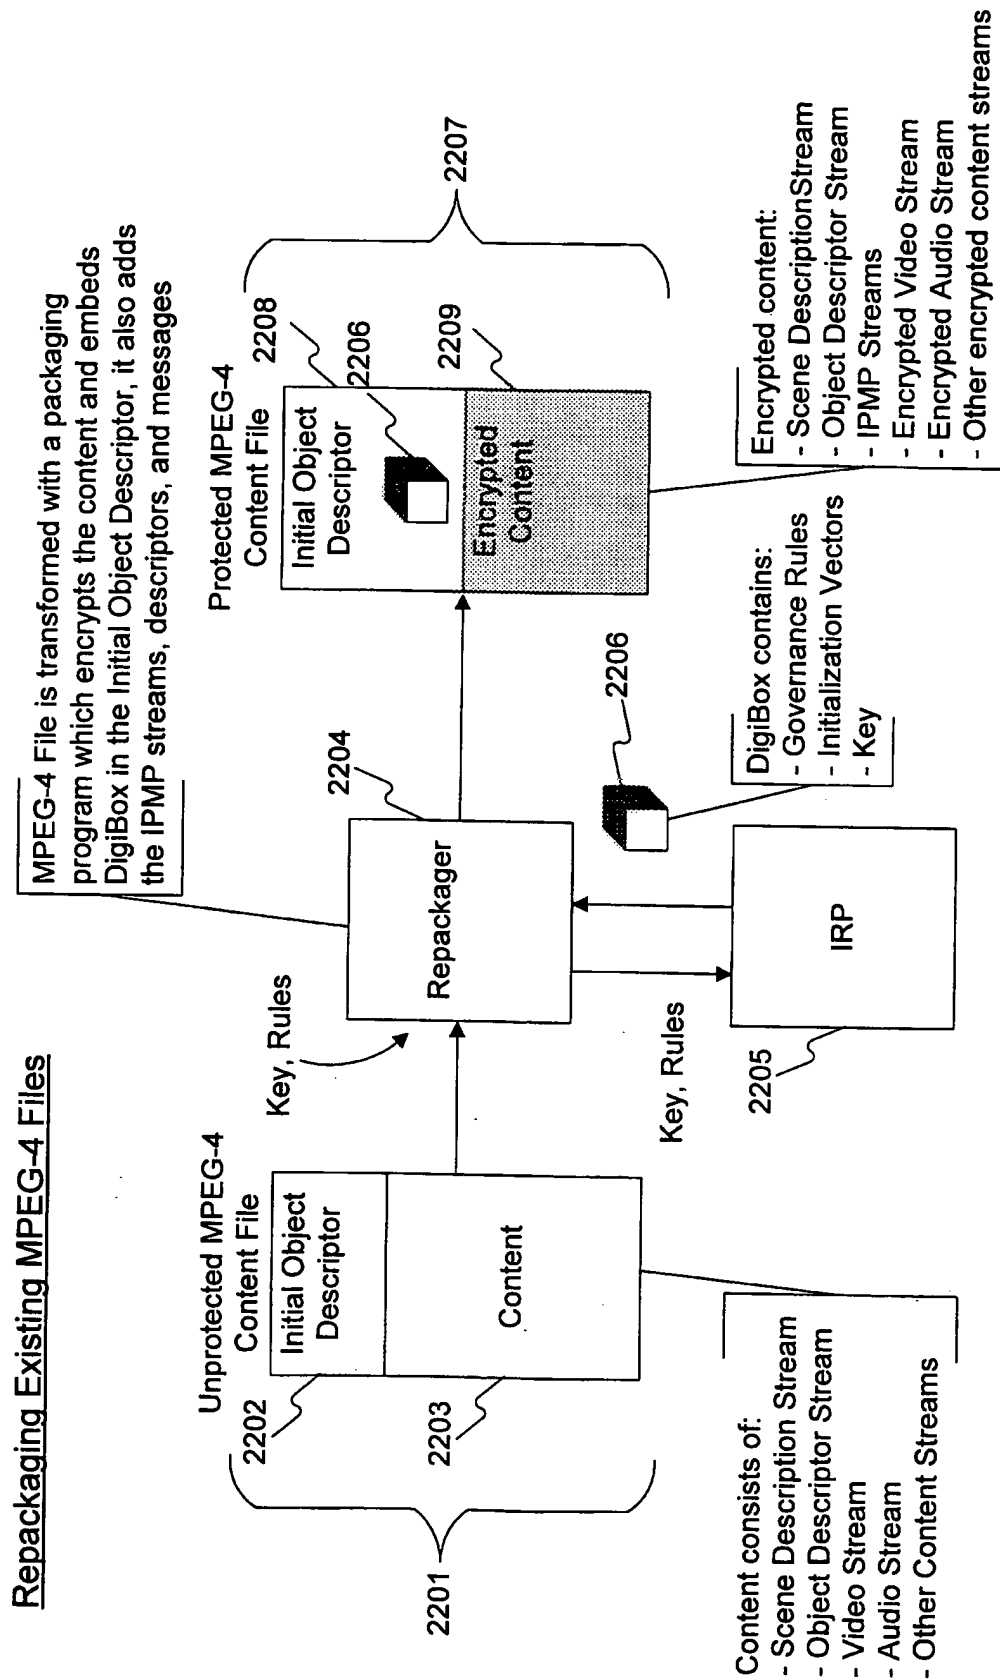 Repackaging Existing MPEG-4 Files
MPEG-4 File is transformed with a packaging
program which encrypts the content and embeds
DigiBox in the Initial Object Descriptor, it also adds
the IPMP streams, descriptors, and messages
Unprotected MPEG-4
Content File
2202
Initial Object
Descriptor
2203
Content
2201
Content consists of:
- Scene Description Stream
- Object Descriptor Stream
- Video Stream
- Audio Stream
- Other Content Streams
Key, Rules
Repackager
2204
Key, Rules
IRP
2205
2206
DigiBox contains:
- Governance Rules
- Initialization Vectors
- Key
Protected MPEG-4
Content File
Initial Object
Descriptor
2208
2206
Encrypted
Content
2209
2207
Encrypted content:
- Scene DescriptionStream
- Object Descriptor Stream
- IPMP Streams
- Encrypted Video Stream
- Encrypted Audio Stream
- Other encrypted content streams